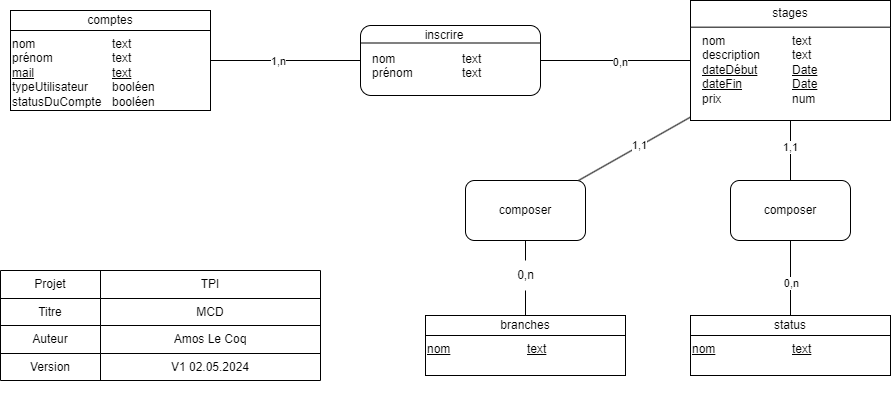 comptes
nom text
prénom text
mail text
typeUtilisateur booléen
statusDuCompte booléen
1,n
inscrire
nom text
prénom text
0,n
stages
nom text
description text
dateDébut Date
dateFin Date
prix num
1,1
1,1
composer
composer
0,n
0,n
branches
nom text
status
nom text
Projet TPI
Titre MCD
Auteur Amos Le Coq
Version V1 02.05.2024